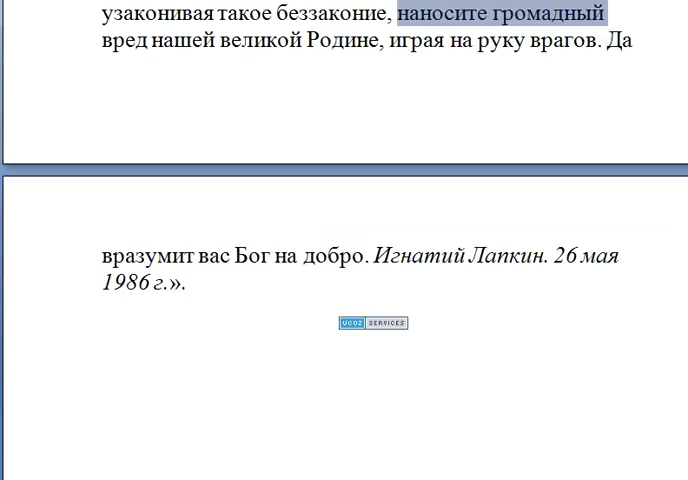 узаконивая такое беззаконие, наносите громадный
вред нашей великой Родине, играя на руку врагов. Да
вразумит вас Бог на добро. Игнатий Лапкин. 26 мая
1986 г.».
UCOZ SERVICES